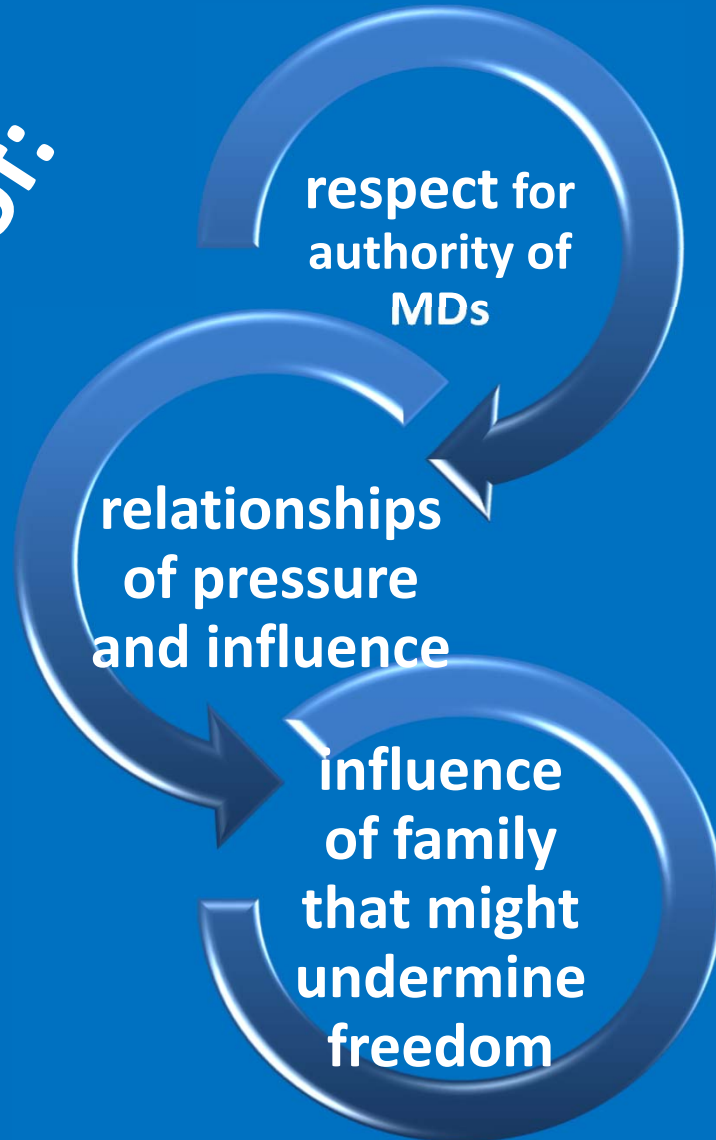 respect for
authority of
MDs
relationships
of pressure
and influence
influence
of family
that might
undermine
freedom